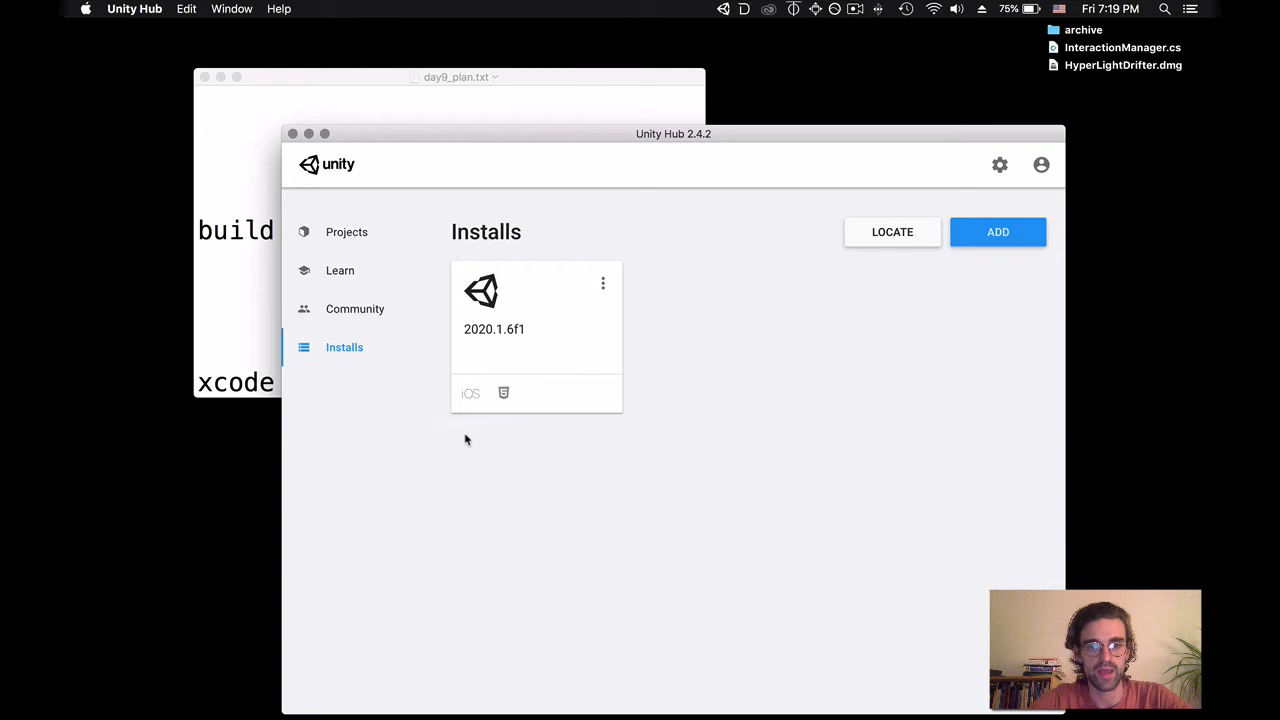 Unity Hub Edit Window Help
75% Fri 7:19 PM
archive
InteractionManager.cs
HyperLightDrifter.dmg
day9_plan.txt
build
xcode
Unity Hub 2.4.2
unity
Projects
Learn
Community
Installs
Installs
LOCATE
ADD
2020.1.6f1
iOS
5